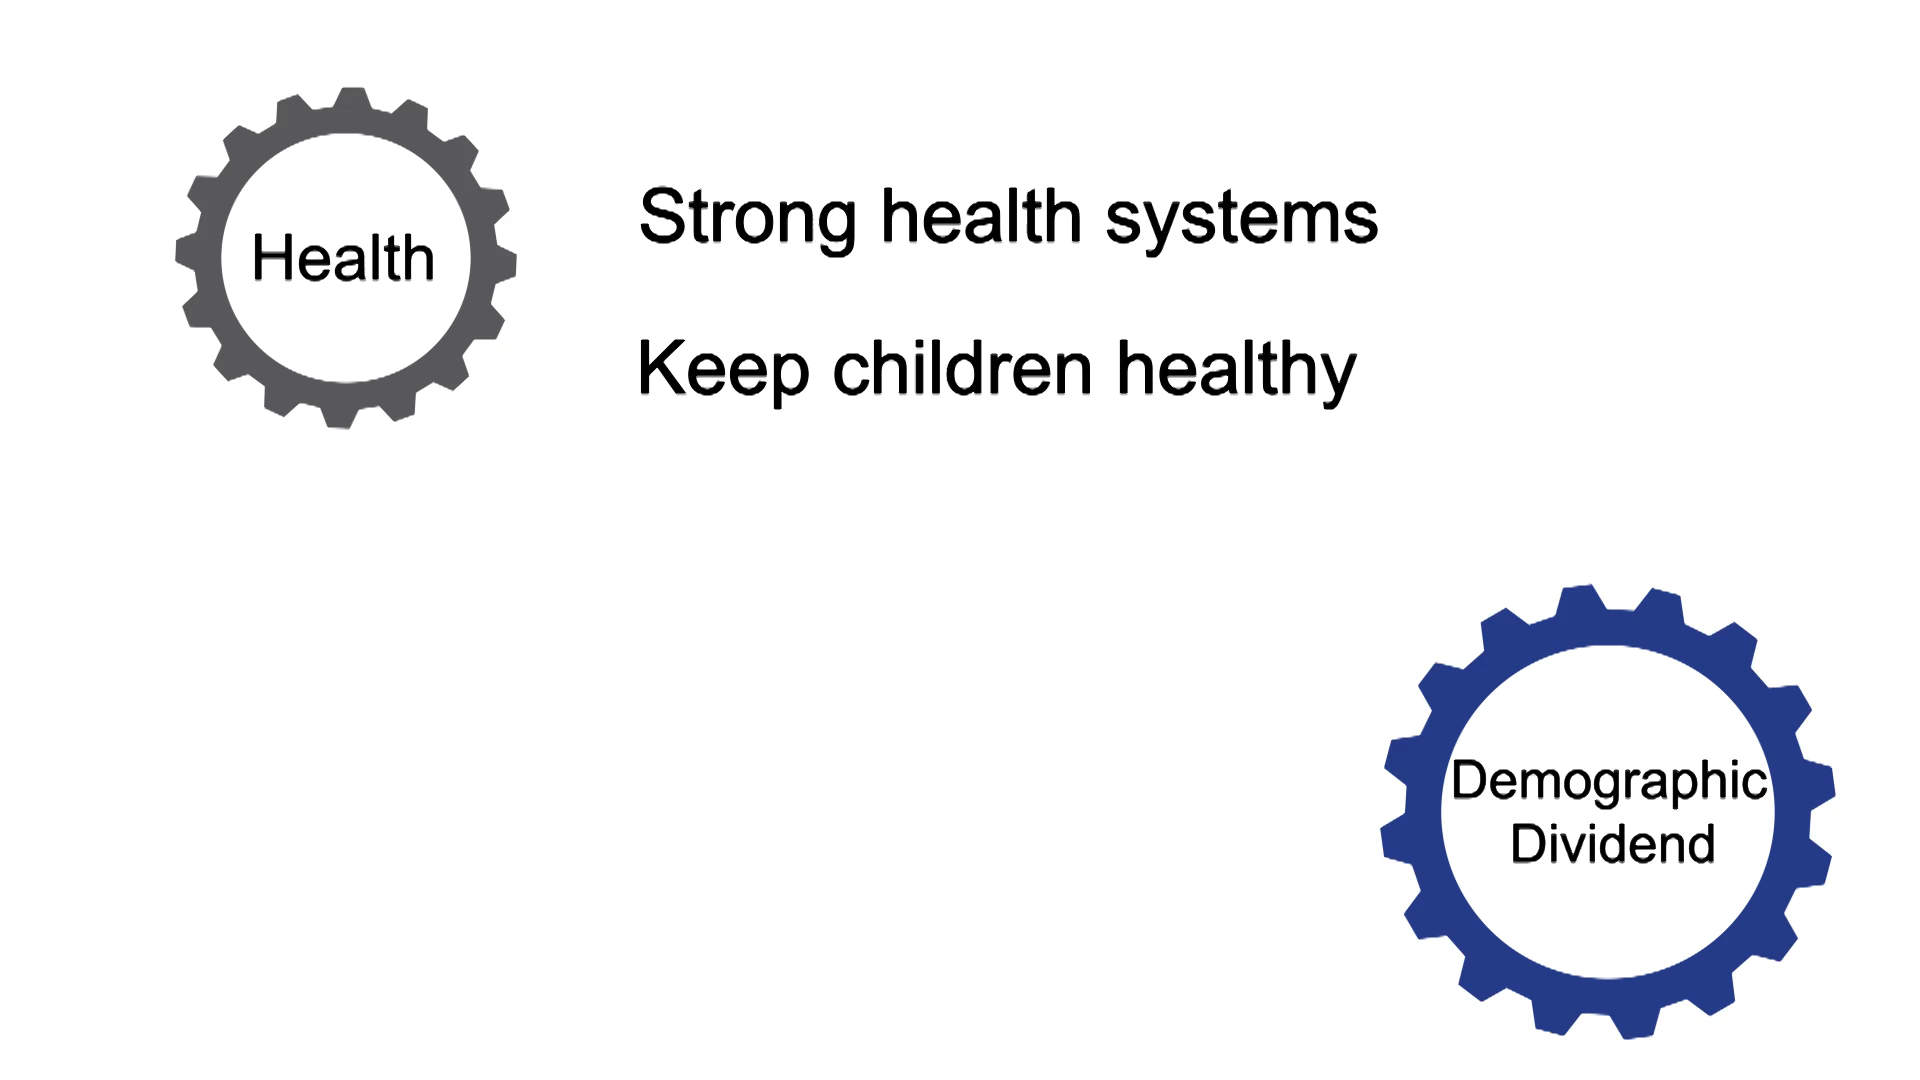 Health
Strong health systems
Keep children healthy
Demographic
Dividend